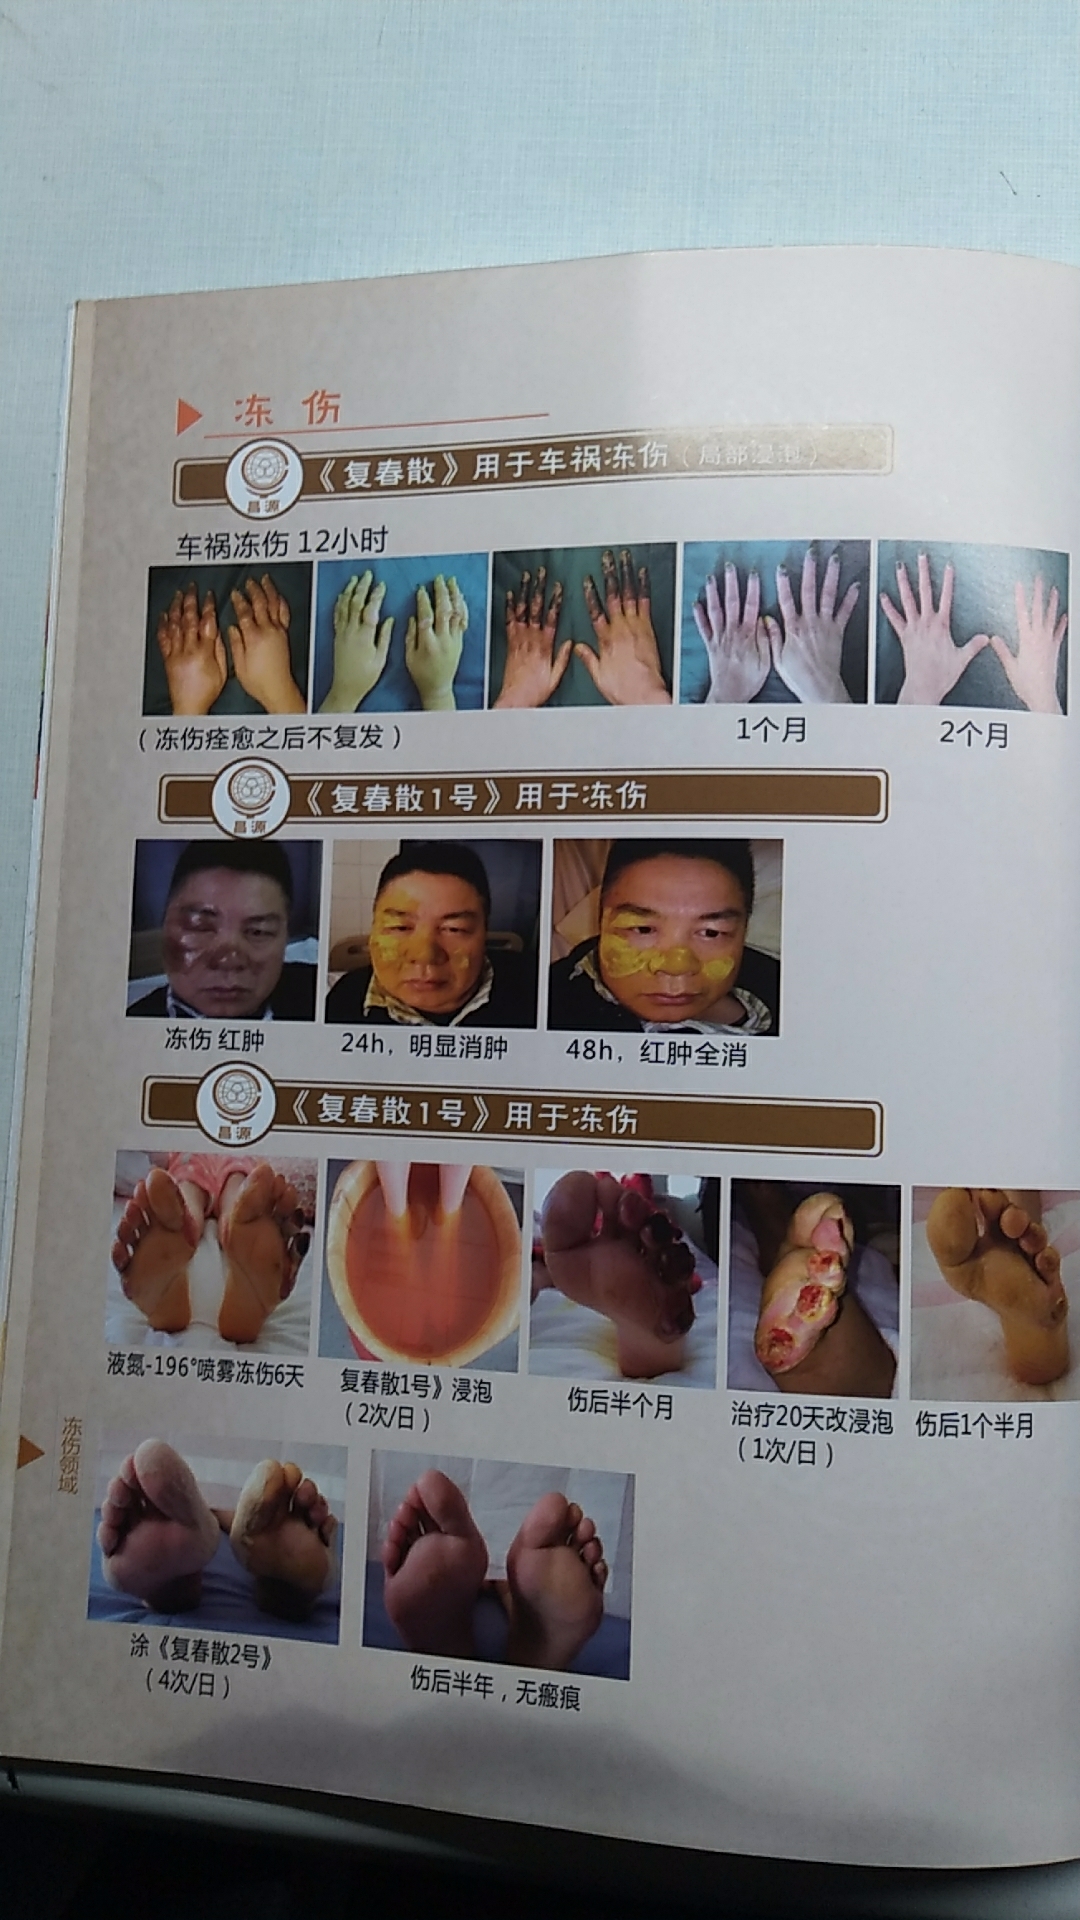 冻 伤
《复春散》用于车祸冻伤（局部浸泡）
昌源
车祸冻伤 12小时
（冻伤痊愈之后不复发）
1个月
2个月
《复春散1号》用于冻伤
昌源
冻伤 红肿
24h，明显消肿
48h，红肿全消
《复春散1号》用于冻伤
昌源
液氮-196°喷雾冻伤6天
复春散1号》浸泡
（2次/日）
伤后半个月
治疗20天改浸泡
（1次/日）
伤后1个半月
冻伤领域
涂《复春散2号》
（4次/日）
伤后半年，无瘢痕